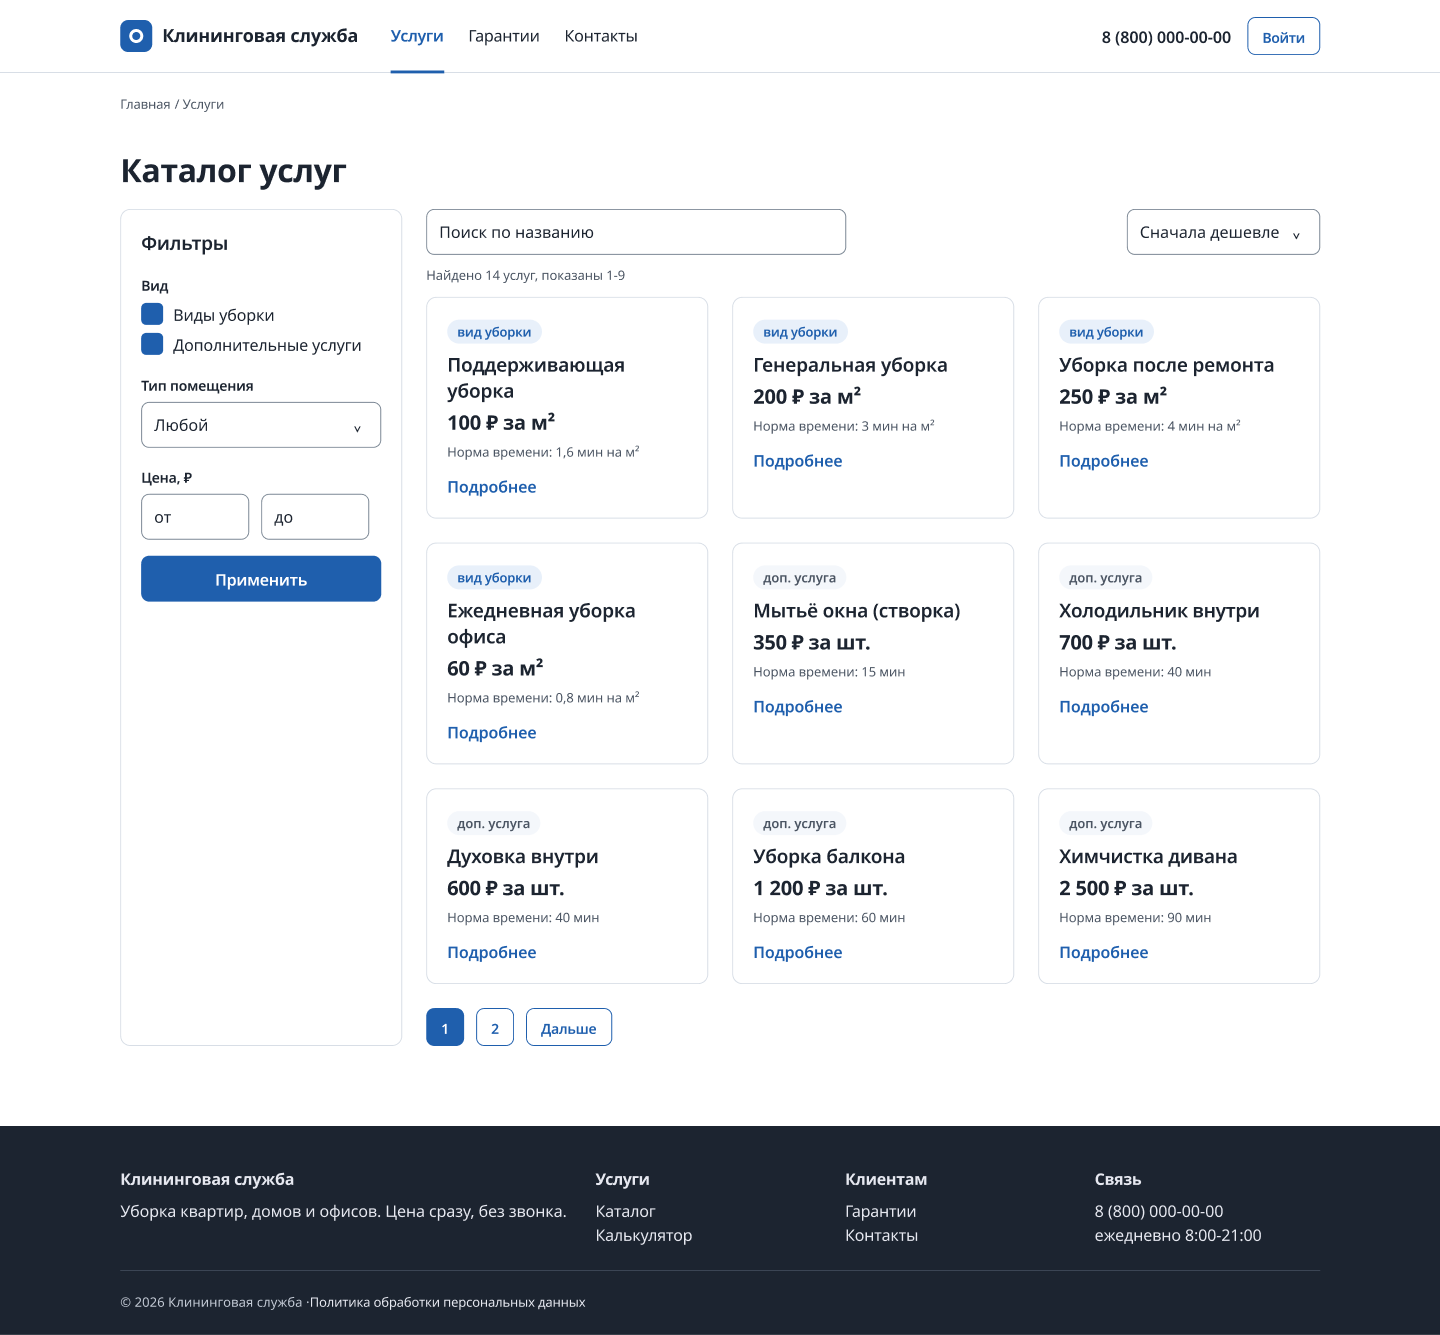 Клининговая служба
Услуги
Гарантии
Контакты
8 (800) 000-00-00
Войти
Главная / Услуги
Каталог услуг
Фильтры
Вид
Виды уборки
Дополнительные услуги
Тип помещения
Любой
Цена, ₽
от
до
Применить
Поиск по названию
Сначала дешевле
Найдено 14 услуг, показаны 1-9
вид уборки
Поддерживающая
уборка
100 ₽ за м²
Норма времени: 1,6 мин на м²
Подробнее
вид уборки
Генеральная уборка
200 ₽ за м²
Норма времени: 3 мин на м²
Подробнее
вид уборки
Уборка после ремонта
250 ₽ за м²
Норма времени: 4 мин на м²
Подробнее
вид уборки
Ежедневная уборка
офиса
60 ₽ за м²
Норма времени: 0,8 мин на м²
Подробнее
доп. услуга
Мытьё окна (створка)
350 ₽ за шт.
Норма времени: 15 мин
Подробнее
доп. услуга
Холодильник внутри
700 ₽ за шт.
Норма времени: 40 мин
Подробнее
доп. услуга
Духовка внутри
600 ₽ за шт.
Норма времени: 40 мин
Подробнее
доп. услуга
Уборка балкона
1 200 ₽ за шт.
Норма времени: 60 мин
Подробнее
доп. услуга
Химчистка дивана
2 500 ₽ за шт.
Норма времени: 90 мин
Подробнее
1
2
Дальше
Клининговая служба
Уборка квартир, домов и офисов. Цена сразу, без звонка.
Услуги
Каталог
Калькулятор
Клиентам
Гарантии
Контакты
Связь
8 (800) 000-00-00
ежедневно 8:00-21:00
© 2026 Клининговая служба ·Политика обработки персональных данных